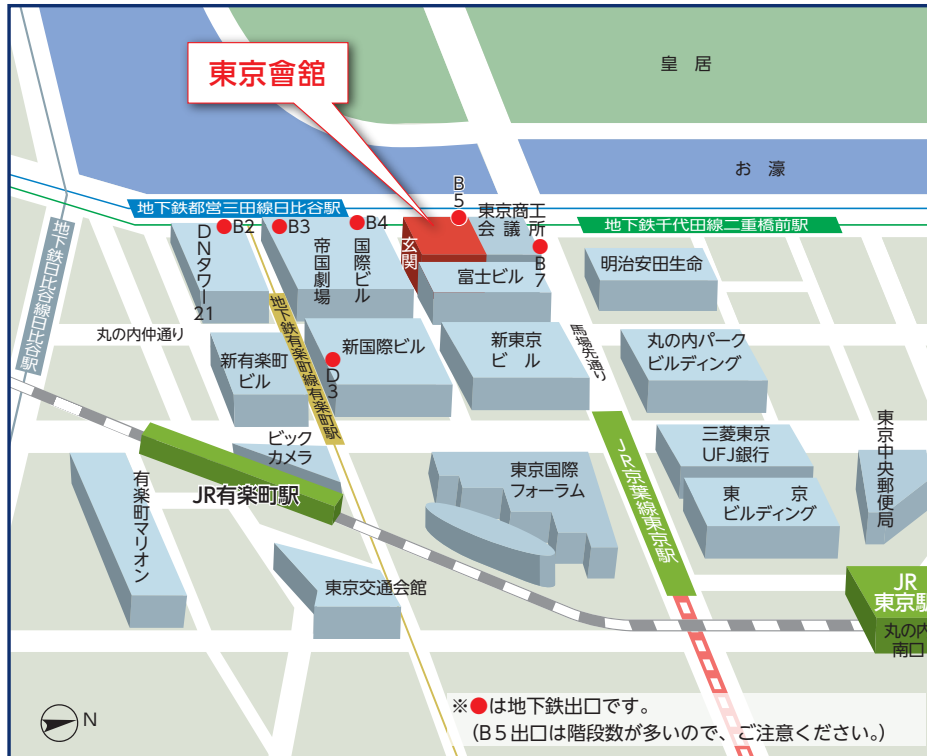 皇居
東京會舘
お濠
地下鉄都営三田線日比谷駅
地下鉄千代田線二重橋前駅
地下鉄日比谷線日比谷駅
B2
B3
B4
B5
B7
DNタワー21
帝国劇場
国際ビル
玄関
東京商工
会議所
富士ビル
明治安田生命
丸の内仲通り
地下鉄有楽町線有楽町駅
新有楽町
ビル
新国際ビル
D3
新東京
ビル
馬場先通り
丸の内パーク
ビルディング
ビック
カメラ
JR有楽町駅
有楽町マリオン
東京国際
フォーラム
JR京葉線東京駅
三菱東京
UFJ銀行
東京
ビルディング
東京中央郵便局
東京交通会館
JR
東京駅
丸の内
南口
N
※●は地下鉄出口です。
(B5出口は階段数が多いので、ご注意ください。)